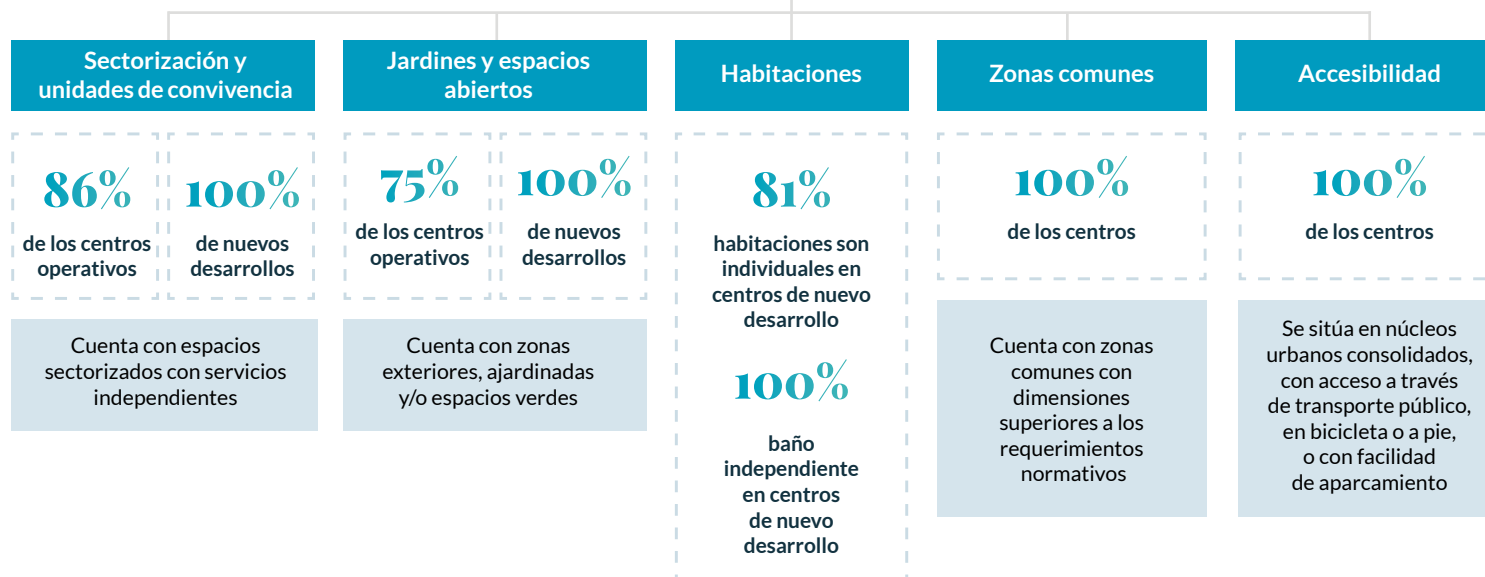 Sectorización y
unidades de convivencia
86%
de los centros
operativos
100%
de nuevos
desarrollos
Cuenta con espacios
sectorizados con servicios
independientes
Jardines y espacios
abiertos
75%
de los centros
operativos
100%
de nuevos
desarrollos
Cuenta con zonas
exteriores, ajardinadas
y/o espacios verdes
Habitaciones
81%
habitaciones son
individuales en
centros de nuevo
desarrollo
100%
baño
independiente
en centros
de nuevo
desarrollo
Zonas comunes
100%
de los centros
Cuenta con zonas
comunes con
dimensiones
superiores a los
requerimientos
normativos
Accesibilidad
100%
de los centros
Se sitúa en núcleos
urbanos consolidados,
con acceso a través
de transporte público,
en bicicleta o a pie,
o con facilidad
de aparcamiento